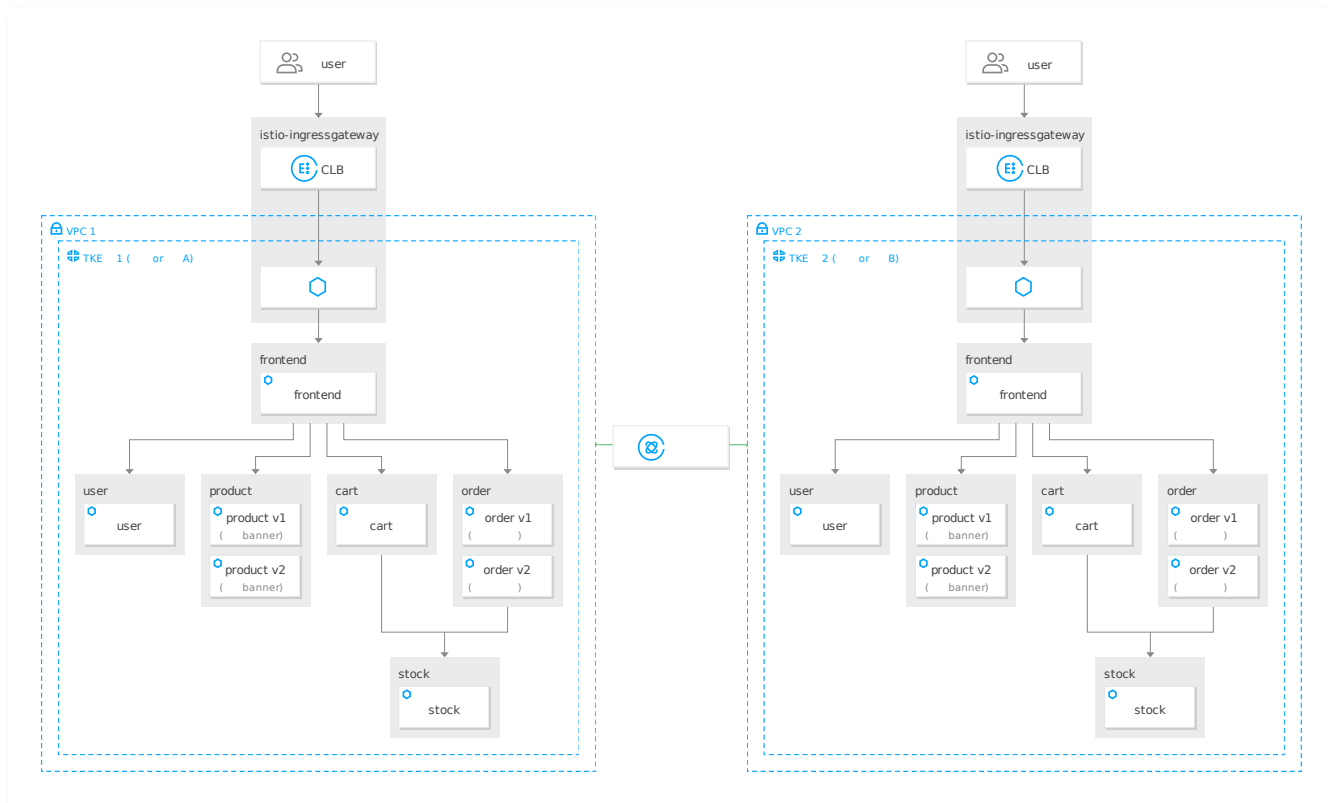 user
istio-ingressgateway
CLB
VPC 1
TKE 1 ( or A)
frontend
frontend
user
user
product
product v1
( banner)
product v2
( banner)
cart
cart
order
order v1
( )
order v2
( )
stock
stock
user
istio-ingressgateway
CLB
VPC 2
TKE 2 ( or B)
frontend
frontend
user
user
product
product v1
( banner)
product v2
( banner)
cart
cart
order
order v1
( )
order v2
( )
stock
stock